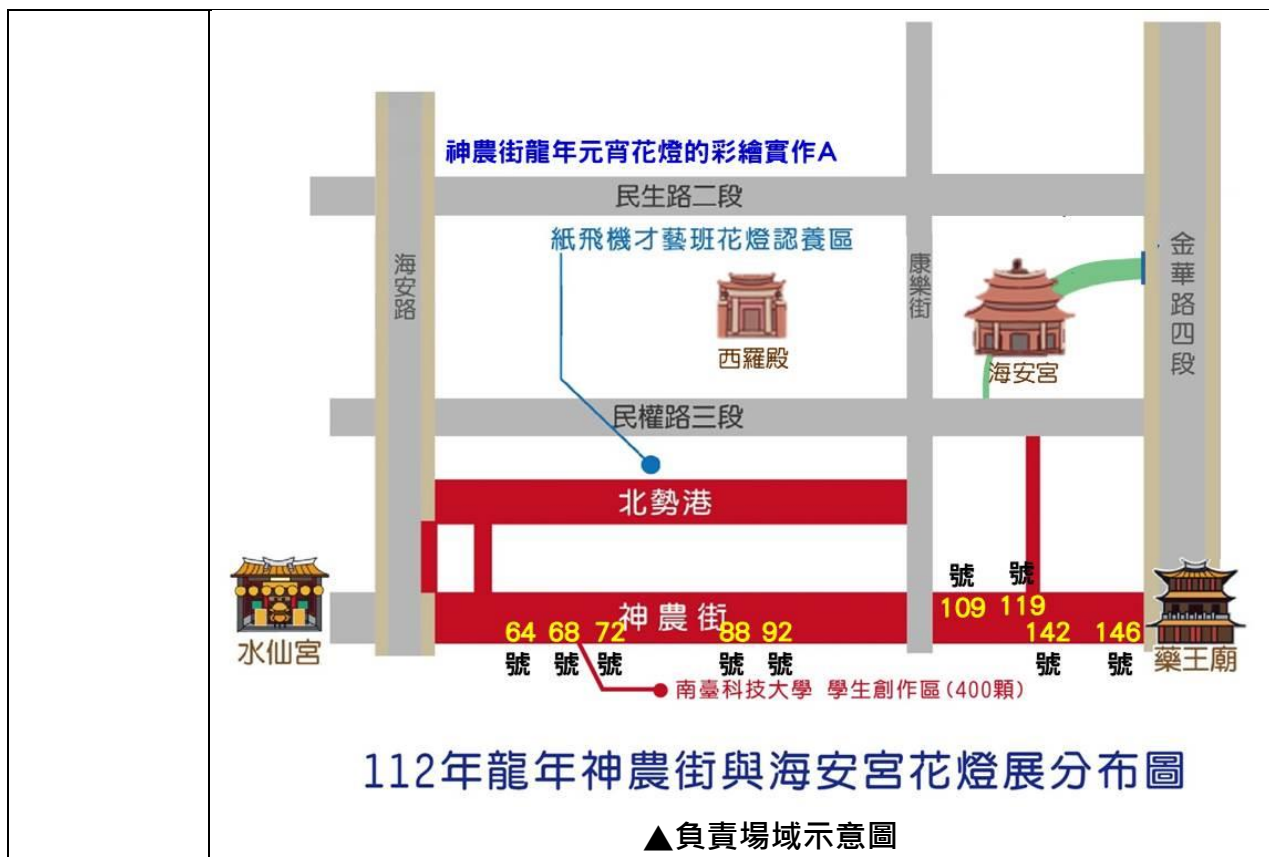 神農街龍年元宵花燈的彩繪實作A
民生路二段
紙飛機才藝班花燈認養區
海安路
康樂街
金華路四段
西羅殿
海安宮
民權路三段
北勢港
號 號
109 119
神農街
64 68 72 88 92 142 146
號 號 號 號 號 號 號
水仙宮
藥王廟
南臺科技大學 學生創作區(400顆)
112年龍年神農街與海安宮花燈展分布圖
▲負責場域示意圖